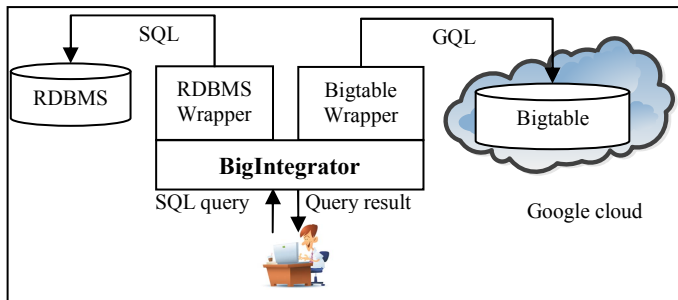 SQL
GQL
RDBMS
RDBMS
Wrapper
Bigtable
Wrapper
Bigtable
BigIntegrator
SQL query
Query result
Google cloud